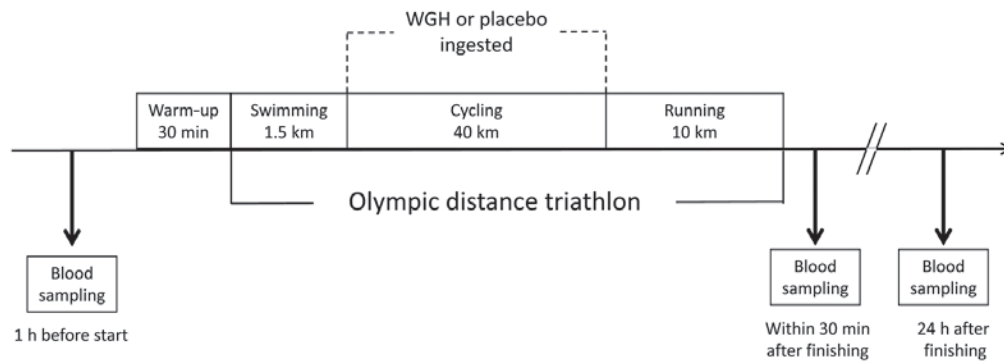 WGH or placebo
ingested
Warm-up
30 min
Swimming
1.5 km
Cycling
40 km
Running
10 km
Olympic distance triathlon
Blood
sampling
1 h before start
Blood
sampling
Within 30 min
after finishing
Blood
sampling
24 h after
finishing